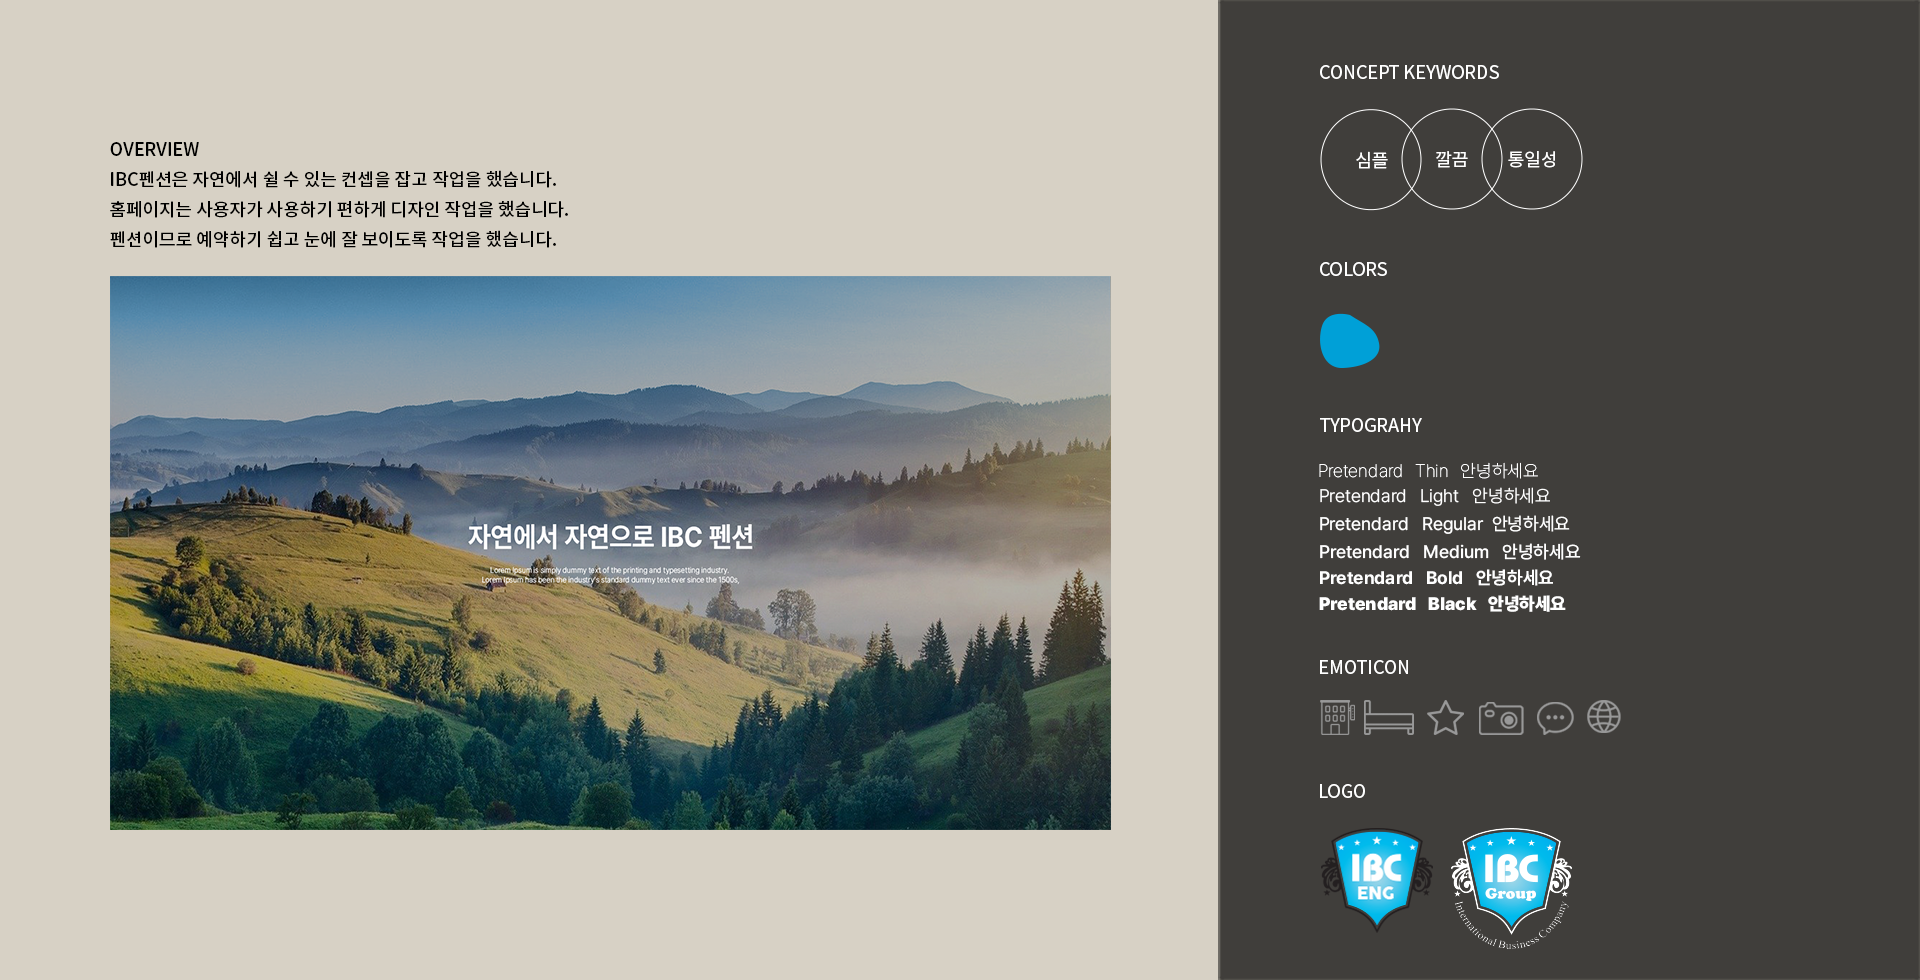 OVERVIEW
IBC펜션은 자연에서 쉴 수 있는 컨셉을 잡고 작업을 했습니다.
홈페이지는 사용자가 사용하기 편하게 디자인 작업을 했습니다.
펜션이므로 예약하기 쉽고 눈에 잘 보이도록 작업을 했습니다.
자연에서 자연으로 IBC 펜션
Lorem Ipsum is simply dummy text of the printing and typesetting industry.
Lorem Ipsum has been the industry's standard dummy text ever since the 1500s,
CONCEPT KEYWORDS
심플 깔끔 통일성
COLORS
TYPOGRAHY
Pretendard Thin 안녕하세요
Pretendard Light 안녕하세요
Pretendard Regular 안녕하세요
Pretendard Medium 안녕하세요
Pretendard Bold 안녕하세요
Pretendard Black 안녕하세요
EMOTICON
LOGO
IBC
ENG
IBC
Group
International Business Company